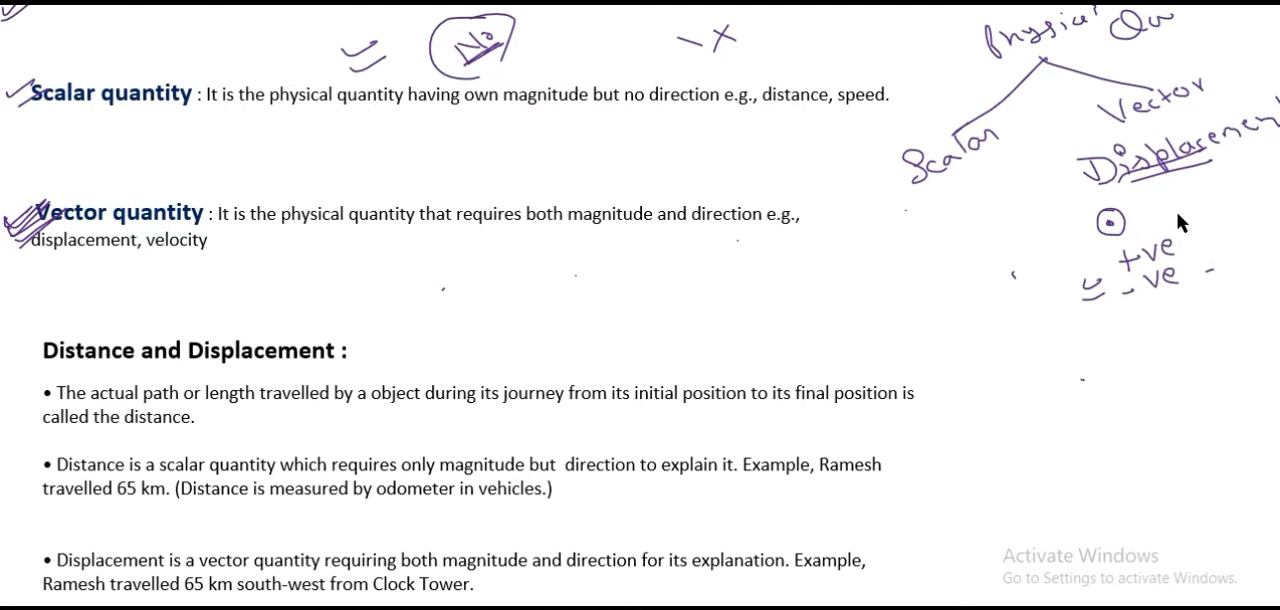 No
- x
Physical Qu
Scalar quantity : It is the physical quantity having own magnitude but no direction e.g., distance, speed.
Vector
Scalar
Displacement
Vector quantity : It is the physical quantity that requires both magnitude and direction e.g.,
displacement, velocity
+ve
- ve
Distance and Displacement :
• The actual path or length travelled by a object during its journey from its initial position to its final position is
called the distance.
• Distance is a scalar quantity which requires only magnitude but direction to explain it. Example, Ramesh
travelled 65 km. (Distance is measured by odometer in vehicles.)
• Displacement is a vector quantity requiring both magnitude and direction for its explanation. Example,
Ramesh travelled 65 km south-west from Clock Tower.
Activate Windows
Go to Settings to activate Windows.